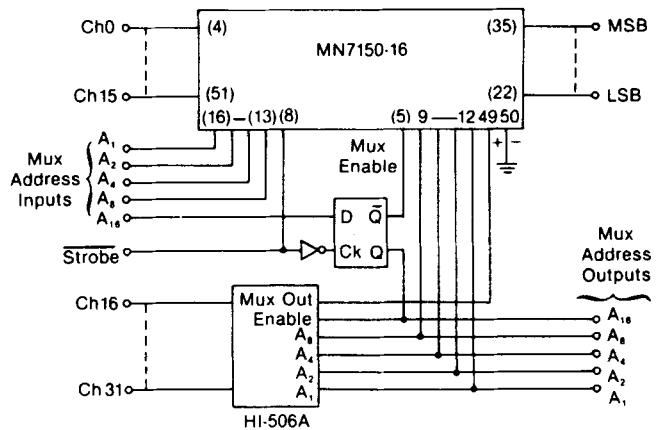 Ch0
(4)
(35)
MSB
MN7150-16
Ch15
(51)
(22)
LSB
(16)–(13)(8)
(5) 9 — 12 49 50
+ −
Mux
Enable
Mux
Address
Inputs
A₁
A₂
A₄
A₈
A₁₆
D Q̅
Ck Q
S̅t̅r̅o̅b̅e̅
Mux
Address
Outputs
Ch16
Mux Out
Enable
A₈
A₄
A₂
A₁
A₁₆
A₈
A₄
A₂
A₁
Ch31
HI-506A